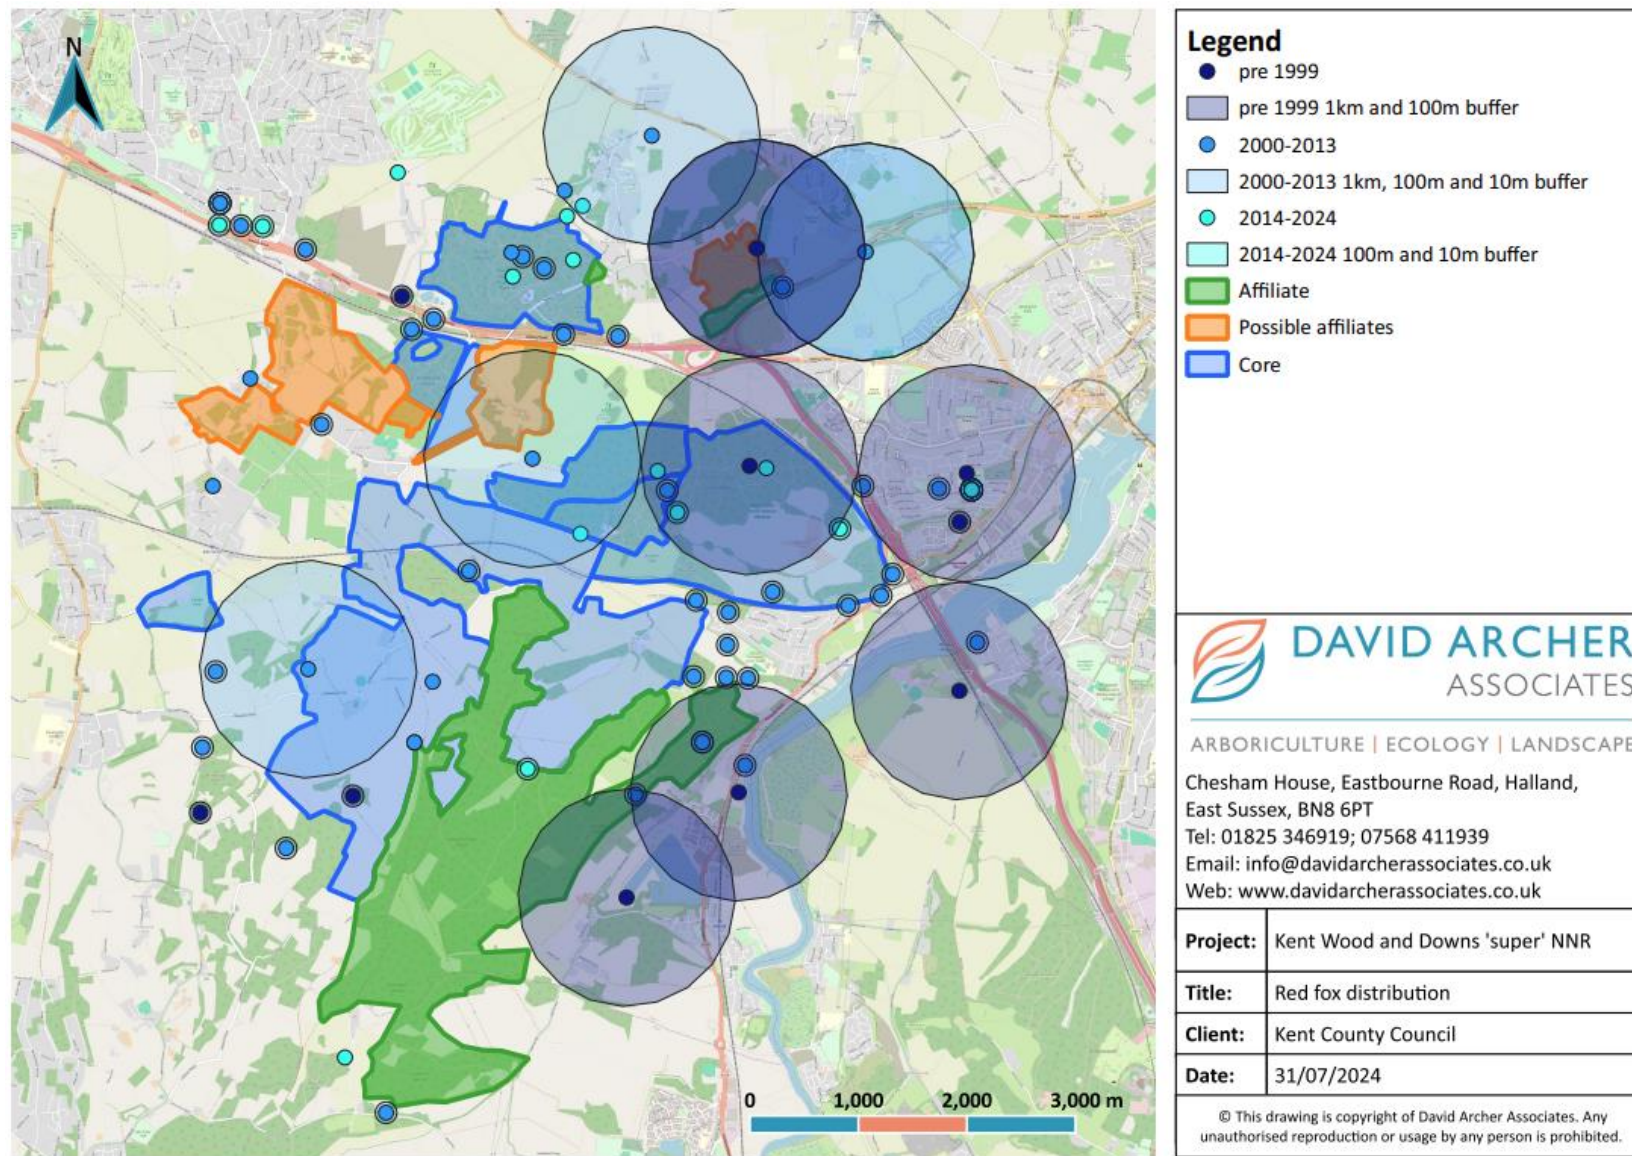 N
0 1,000 2,000 3,000 m
Legend
pre 1999
pre 1999 1km and 100m buffer
2000-2013
2000-2013 1km, 100m and 10m buffer
2014-2024
2014-2024 100m and 10m buffer
Affiliate
Possible affiliates
Core
DAVID ARCHER
ASSOCIATES
ARBORICULTURE | ECOLOGY | LANDSCAPE
Chesham House, Eastbourne Road, Halland,
East Sussex, BN8 6PT
Tel: 01825 346919; 07568 411939
Email: info@davidarcherassociates.co.uk
Web: www.davidarcherassociates.co.uk
Project: Kent Wood and Downs 'super' NNR
Title: Red fox distribution
Client: Kent County Council
Date: 31/07/2024
© This drawing is copyright of David Archer Associates. Any
unauthorised reproduction or usage by any person is prohibited.